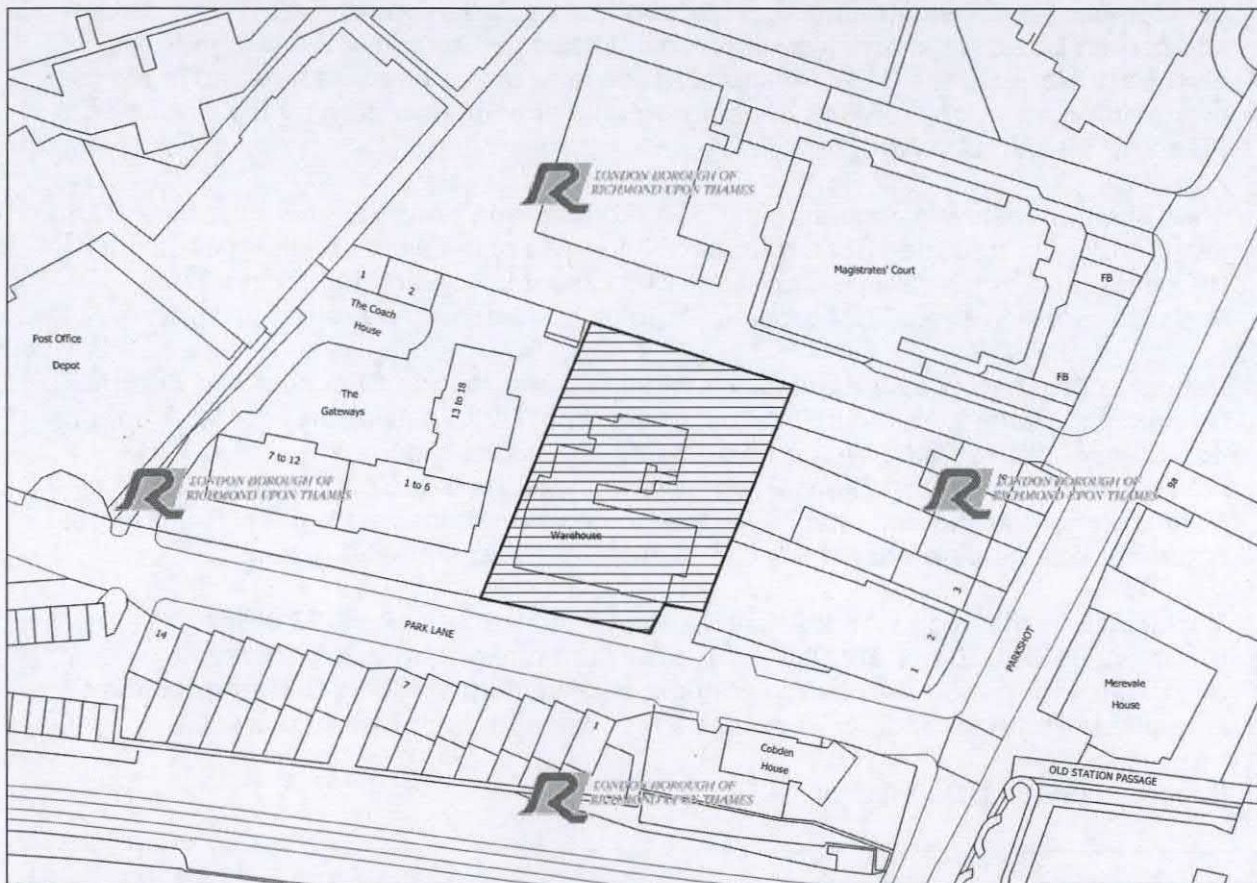 LONDON BOROUGH OF
RICHMOND UPON THAMES
Magistrates' Court
FB
FB
1
2
The Coach
House
Post Office
Depot
The
Gateways
13 to 18
7 to 12
1 to 6
LONDON BOROUGH OF
RICHMOND UPON THAMES
Warehouse
LONDON BOROUGH OF
RICHMOND UPON THAMES
8a
3
2
1
PARKSHOT
PARK LANE
14
7
1
Merevale
House
Cobden
House
OLD STATION PASSAGE
LONDON BOROUGH OF
RICHMOND UPON THAMES